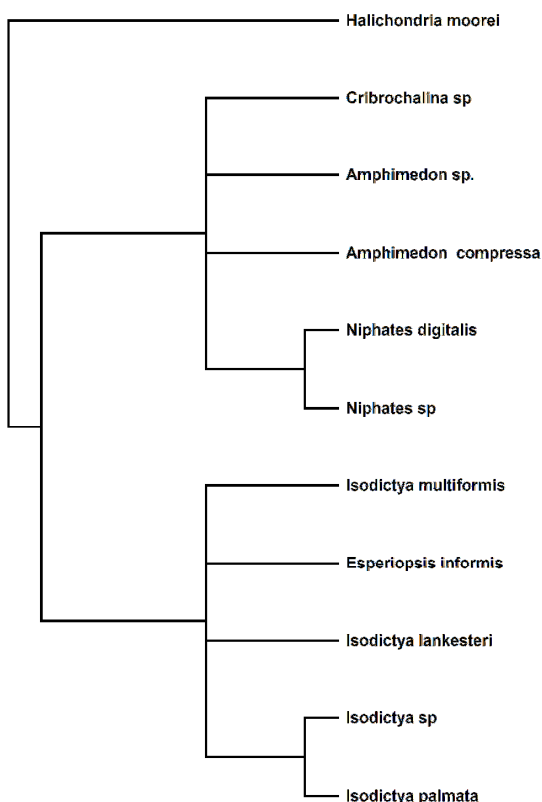 Halichondria moorei
Cribrochalina sp
Amphimedon sp.
Amphimedon compressa
Niphates digitalis
Niphates sp
Isodictya multiformis
Esperiopsis informis
Isodictya lankesteri
Isodictya sp
Isodictya palmata